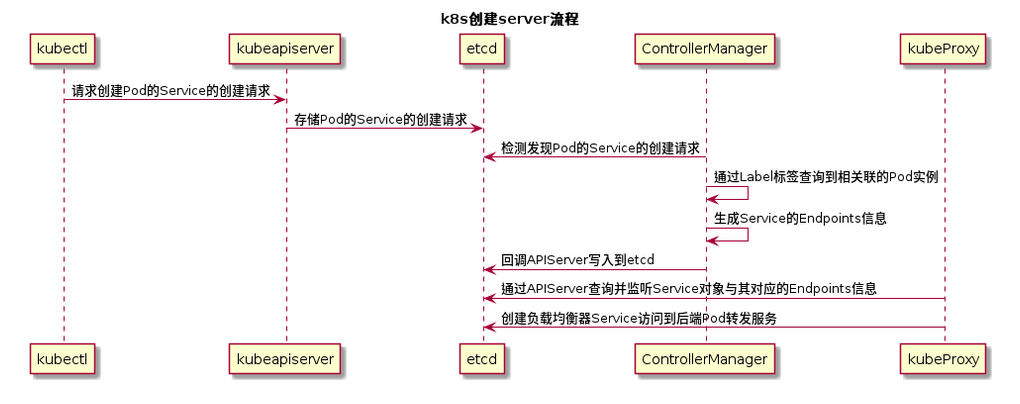 k8s创建server流程
kubectl
kubeapiserver
etcd
ControllerManager
kubeProxy
请求创建Pod的Service的创建请求
存储Pod的Service的创建请求
检测发现Pod的Service的创建请求
通过Label标签查询到相关联的Pod实例
生成Service的Endpoints信息
回调APIServer写入到etcd
通过APIServer查询并监听Service对象与其对应的Endpoints信息
创建负载均衡器Service访问到后端Pod转发服务
kubectl
kubeapiserver
etcd
ControllerManager
kubeProxy